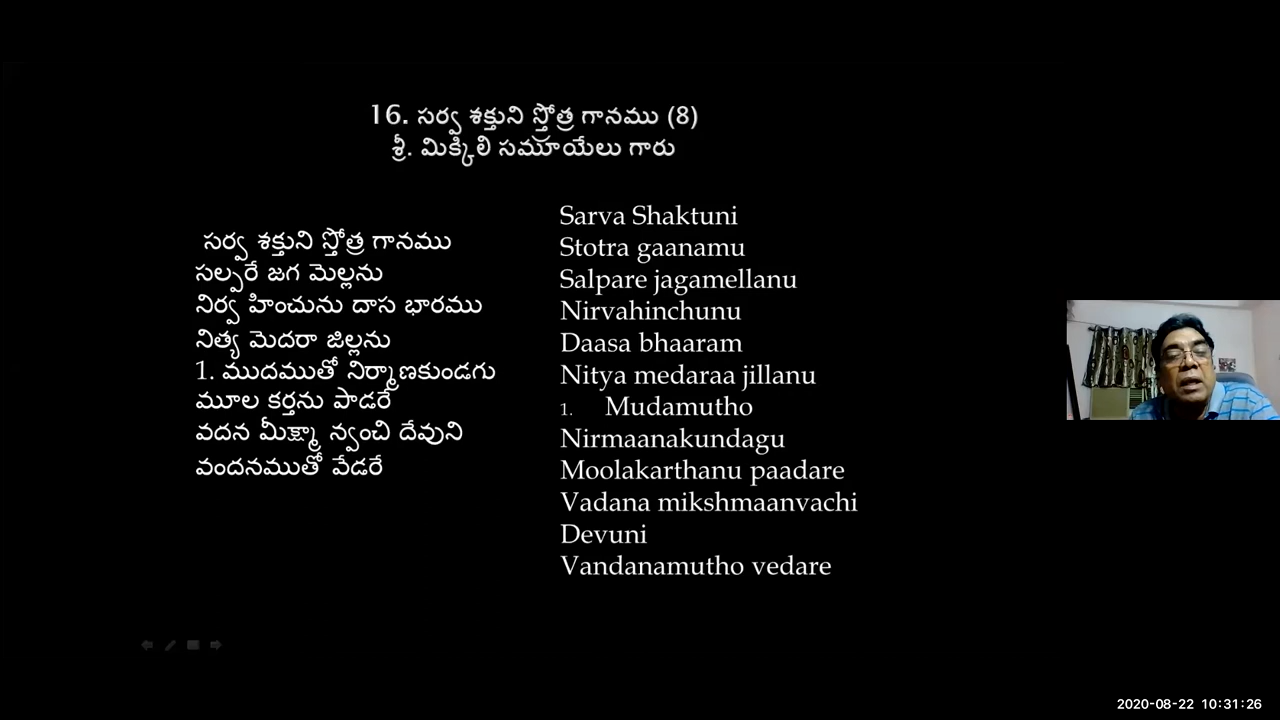 16. సర్వ శక్తుని స్తోత్ర గానము (8)
శ్రీ. మిక్కిలి సమూయేలు గారు
సర్వ శక్తుని స్తోత్ర గానము
సల్పరే జగ మెల్లను
నిర్వ హించును దాస భారము
నిత్య మెదరా జిల్లను
1. ముదముతో నిర్మాణకుండగు
మూల కర్తను పాడరే
వదన మీక్ష్మా న్వంచి దేవుని
వందనముతో వేడరే
Sarva Shaktuni
Stotra gaanamu
Salpare jagamellanu
Nirvahinchunu
Daasa bhaaram
Nitya medaraa jillanu
1. Mudamutho
Nirmaanakundagu
Moolakarthanu paadare
Vadana mikshmaanvachi
Devuni
Vandanamutho vedare
2020-08-22 10:31:26